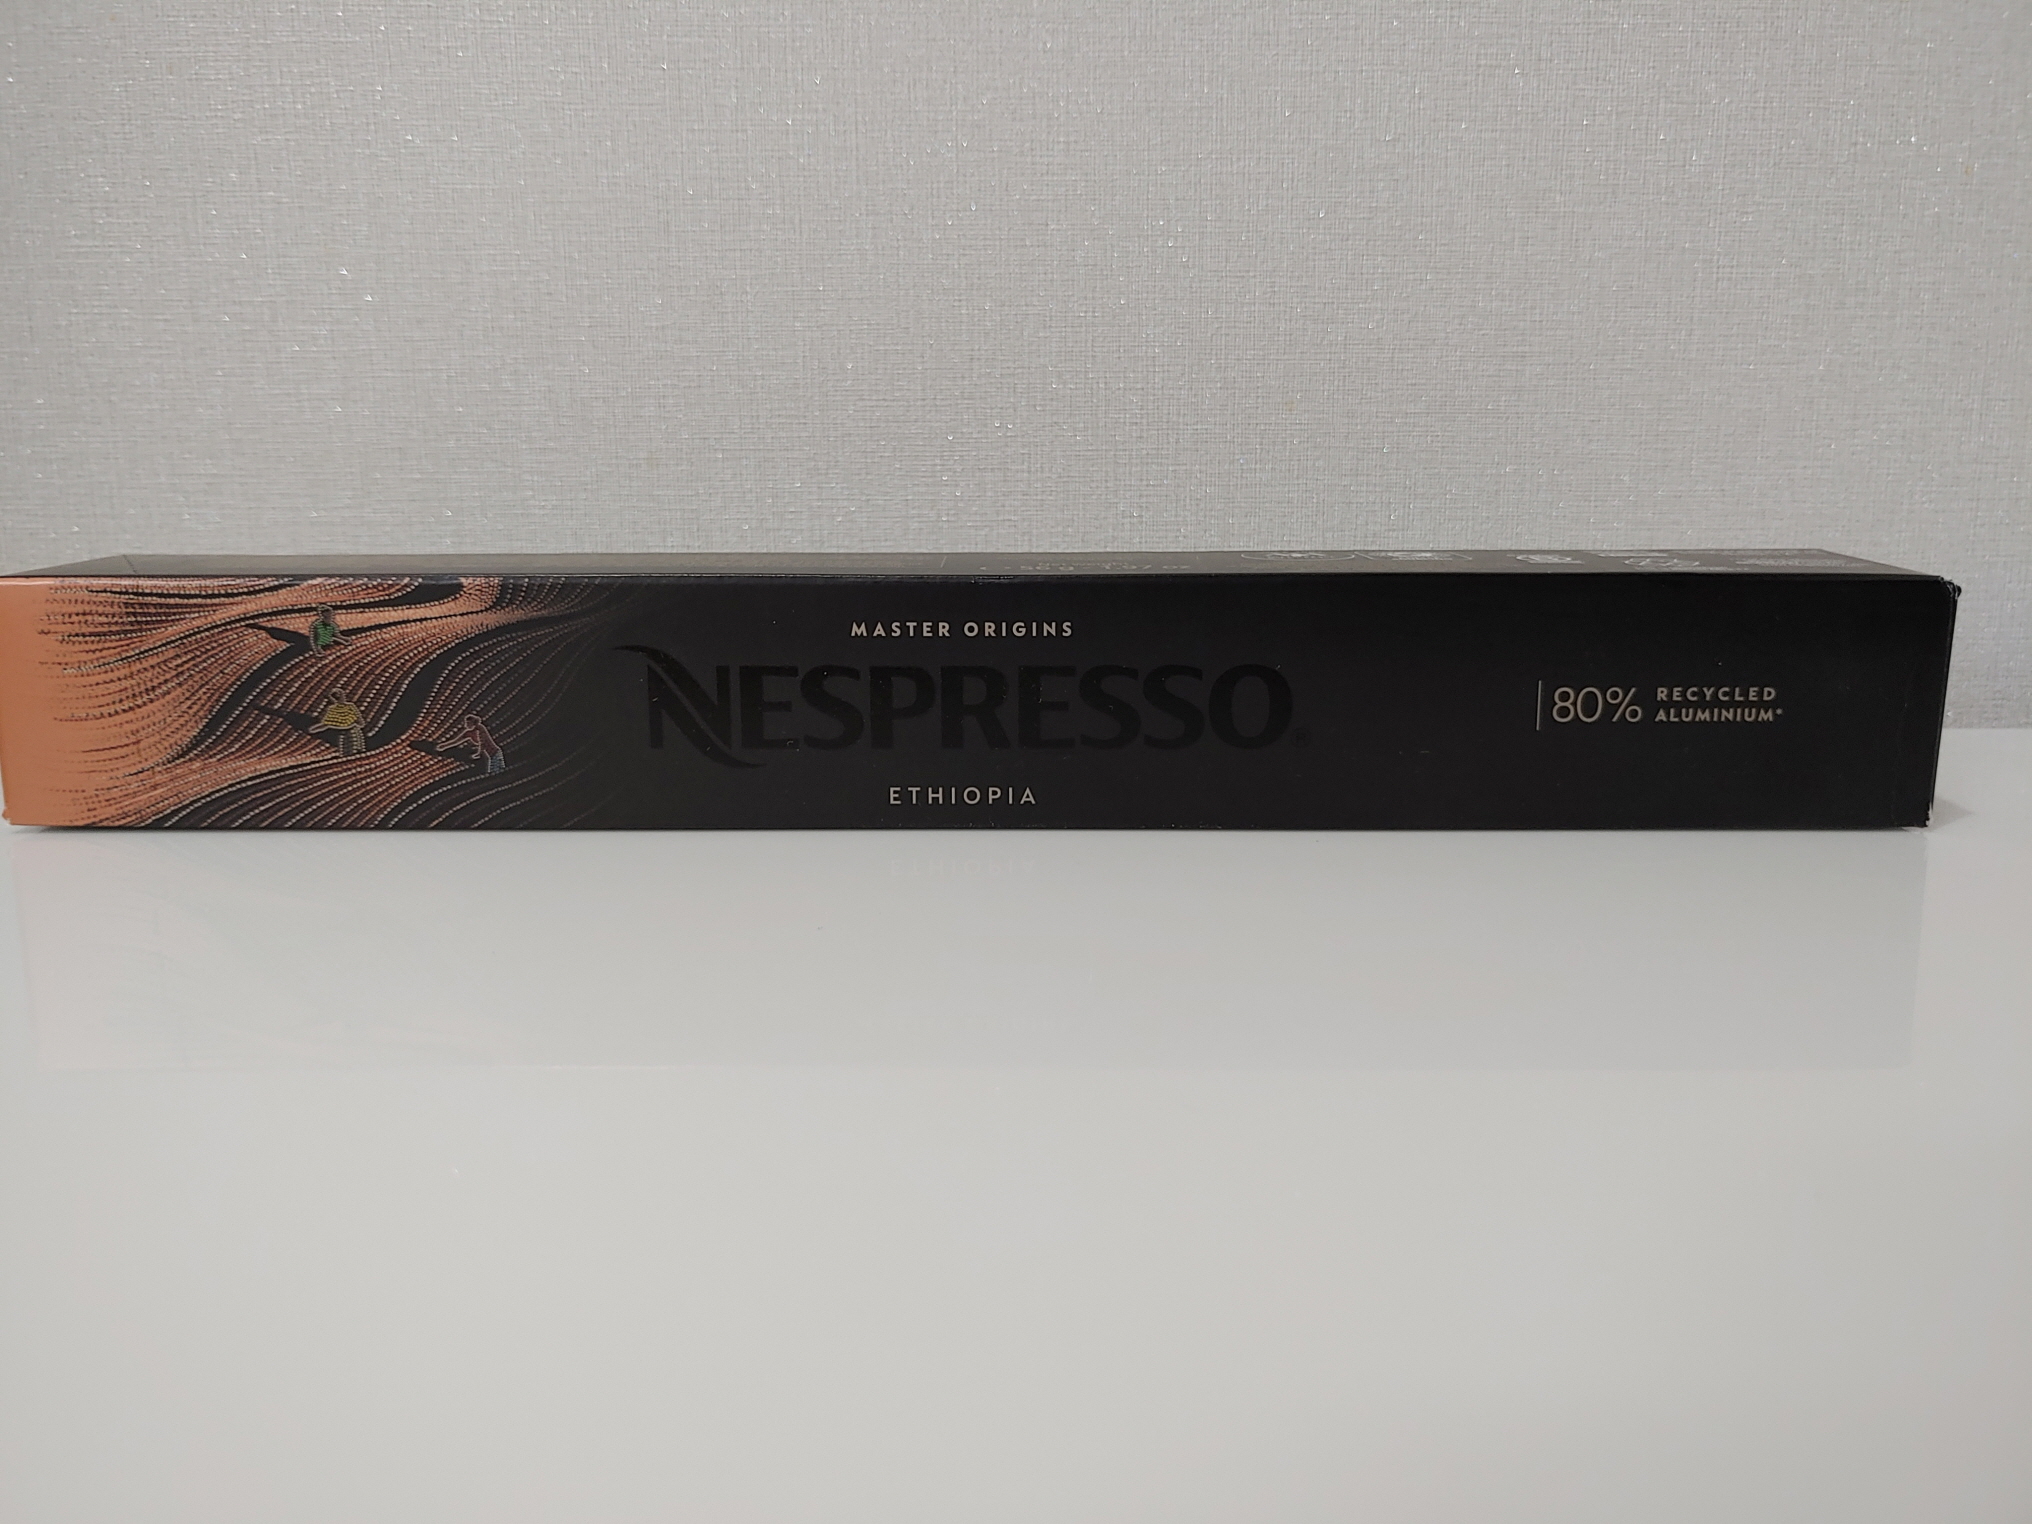 MASTER ORIGINS
NESPRESSO®
ETHIOPIA
80% RECYCLED
ALUMINIUM*